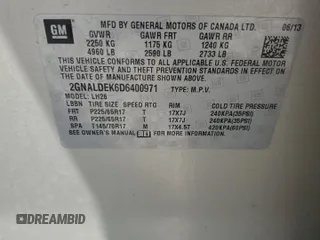 GM
MFD BY GENERAL MOTORS OF CANADA LTD. 06/13
GVWR GAWR FRT GAWR RR
2250 KG 1175 KG 1240 KG
4960 LB 2590 LB 2733 LB
THIS VEHICLE CONFORMS TO ALL APPLICABLE U.S. FEDERAL
MOTOR VEHICLE SAFETY AND THEFT PREVENTION STANDARDS
IN EFFECT ON THE DATE OF MANUFACTURE SHOWN ABOVE.
2GNALDEK6D6400971 TYPE: M.P.V.
MODEL: LH26
LHBS TIRE SIZE SPEED RTG RIM COLD TIRE PRESSURE
FRT P225/65R17 T 17X7J 240KPA(35PSI)
RR P225/65R17 T 17X7J 240KPA(35PSI)
SPA T145/70R17 M 17X4.5T 420KPA(60PSI)
SEE OWNER'S MANUAL FOR ADDITIONAL INFORMATION.
DREAMBID